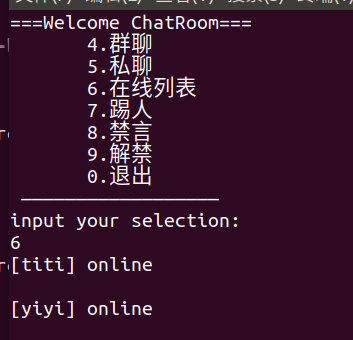 ===Welcome ChatRoom===
4.群聊
5.私聊
6.在线列表
7.踢人
8.禁言
9.解禁
0.退出
__________________
input your selection:
6
[titi] online
[yiyi] online